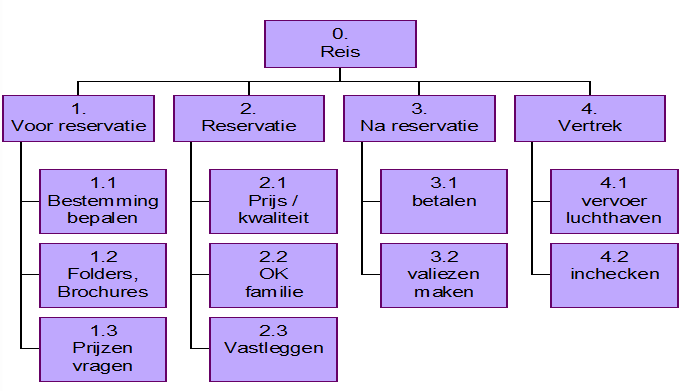 0.
Reis
1.
Voor reservatie
2.
Reservatie
3.
Na reservatie
4.
Vertrek
1.1
Bestemming
bepalen
1.2
Folders,
Brochures
1.3
Prijzen
vragen
2.1
Prijs /
kwaliteit
2.2
OK
familie
2.3
Vastleggen
3.1
betalen
3.2
valiezen
maken
4.1
vervoer
luchthaven
4.2
inchecken